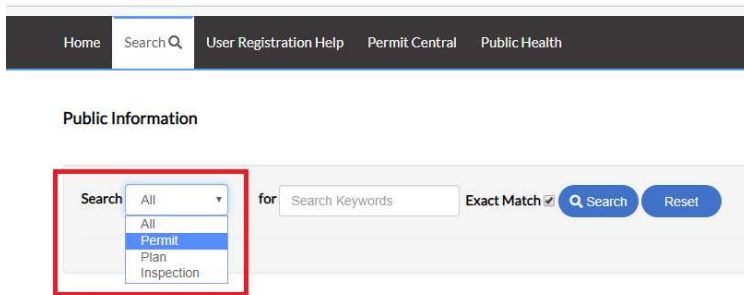 Home Search User Registration Help Permit Central Public Health
Public Information
Search All for Search Keywords Exact Match Search Reset
All
Permit
Plan
Inspection